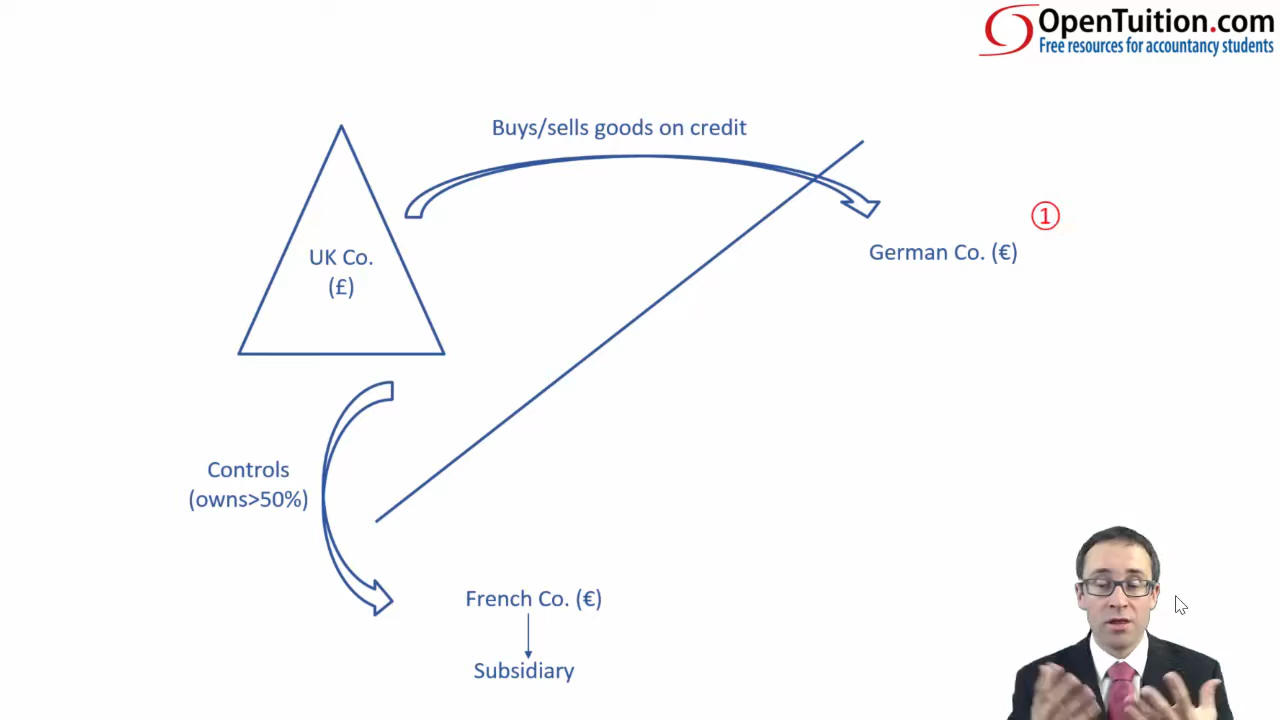 OpenTuition.com
Free resources for accountancy students
Buys/sells goods on credit
1
UK Co.
(£)
German Co. (€)
Controls
(owns>50%)
French Co. (€)
Subsidiary